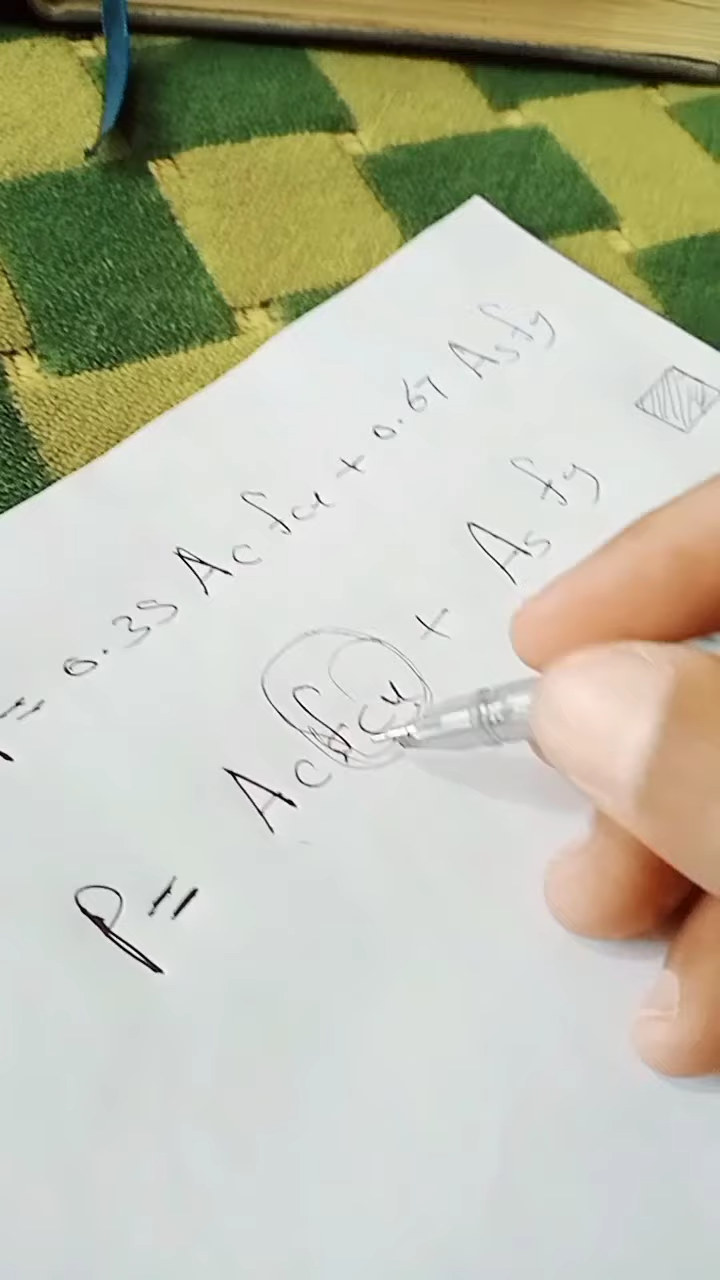 = 0.35 Ac fcu + 0.67 As fy
P = Ac fcu + As fy